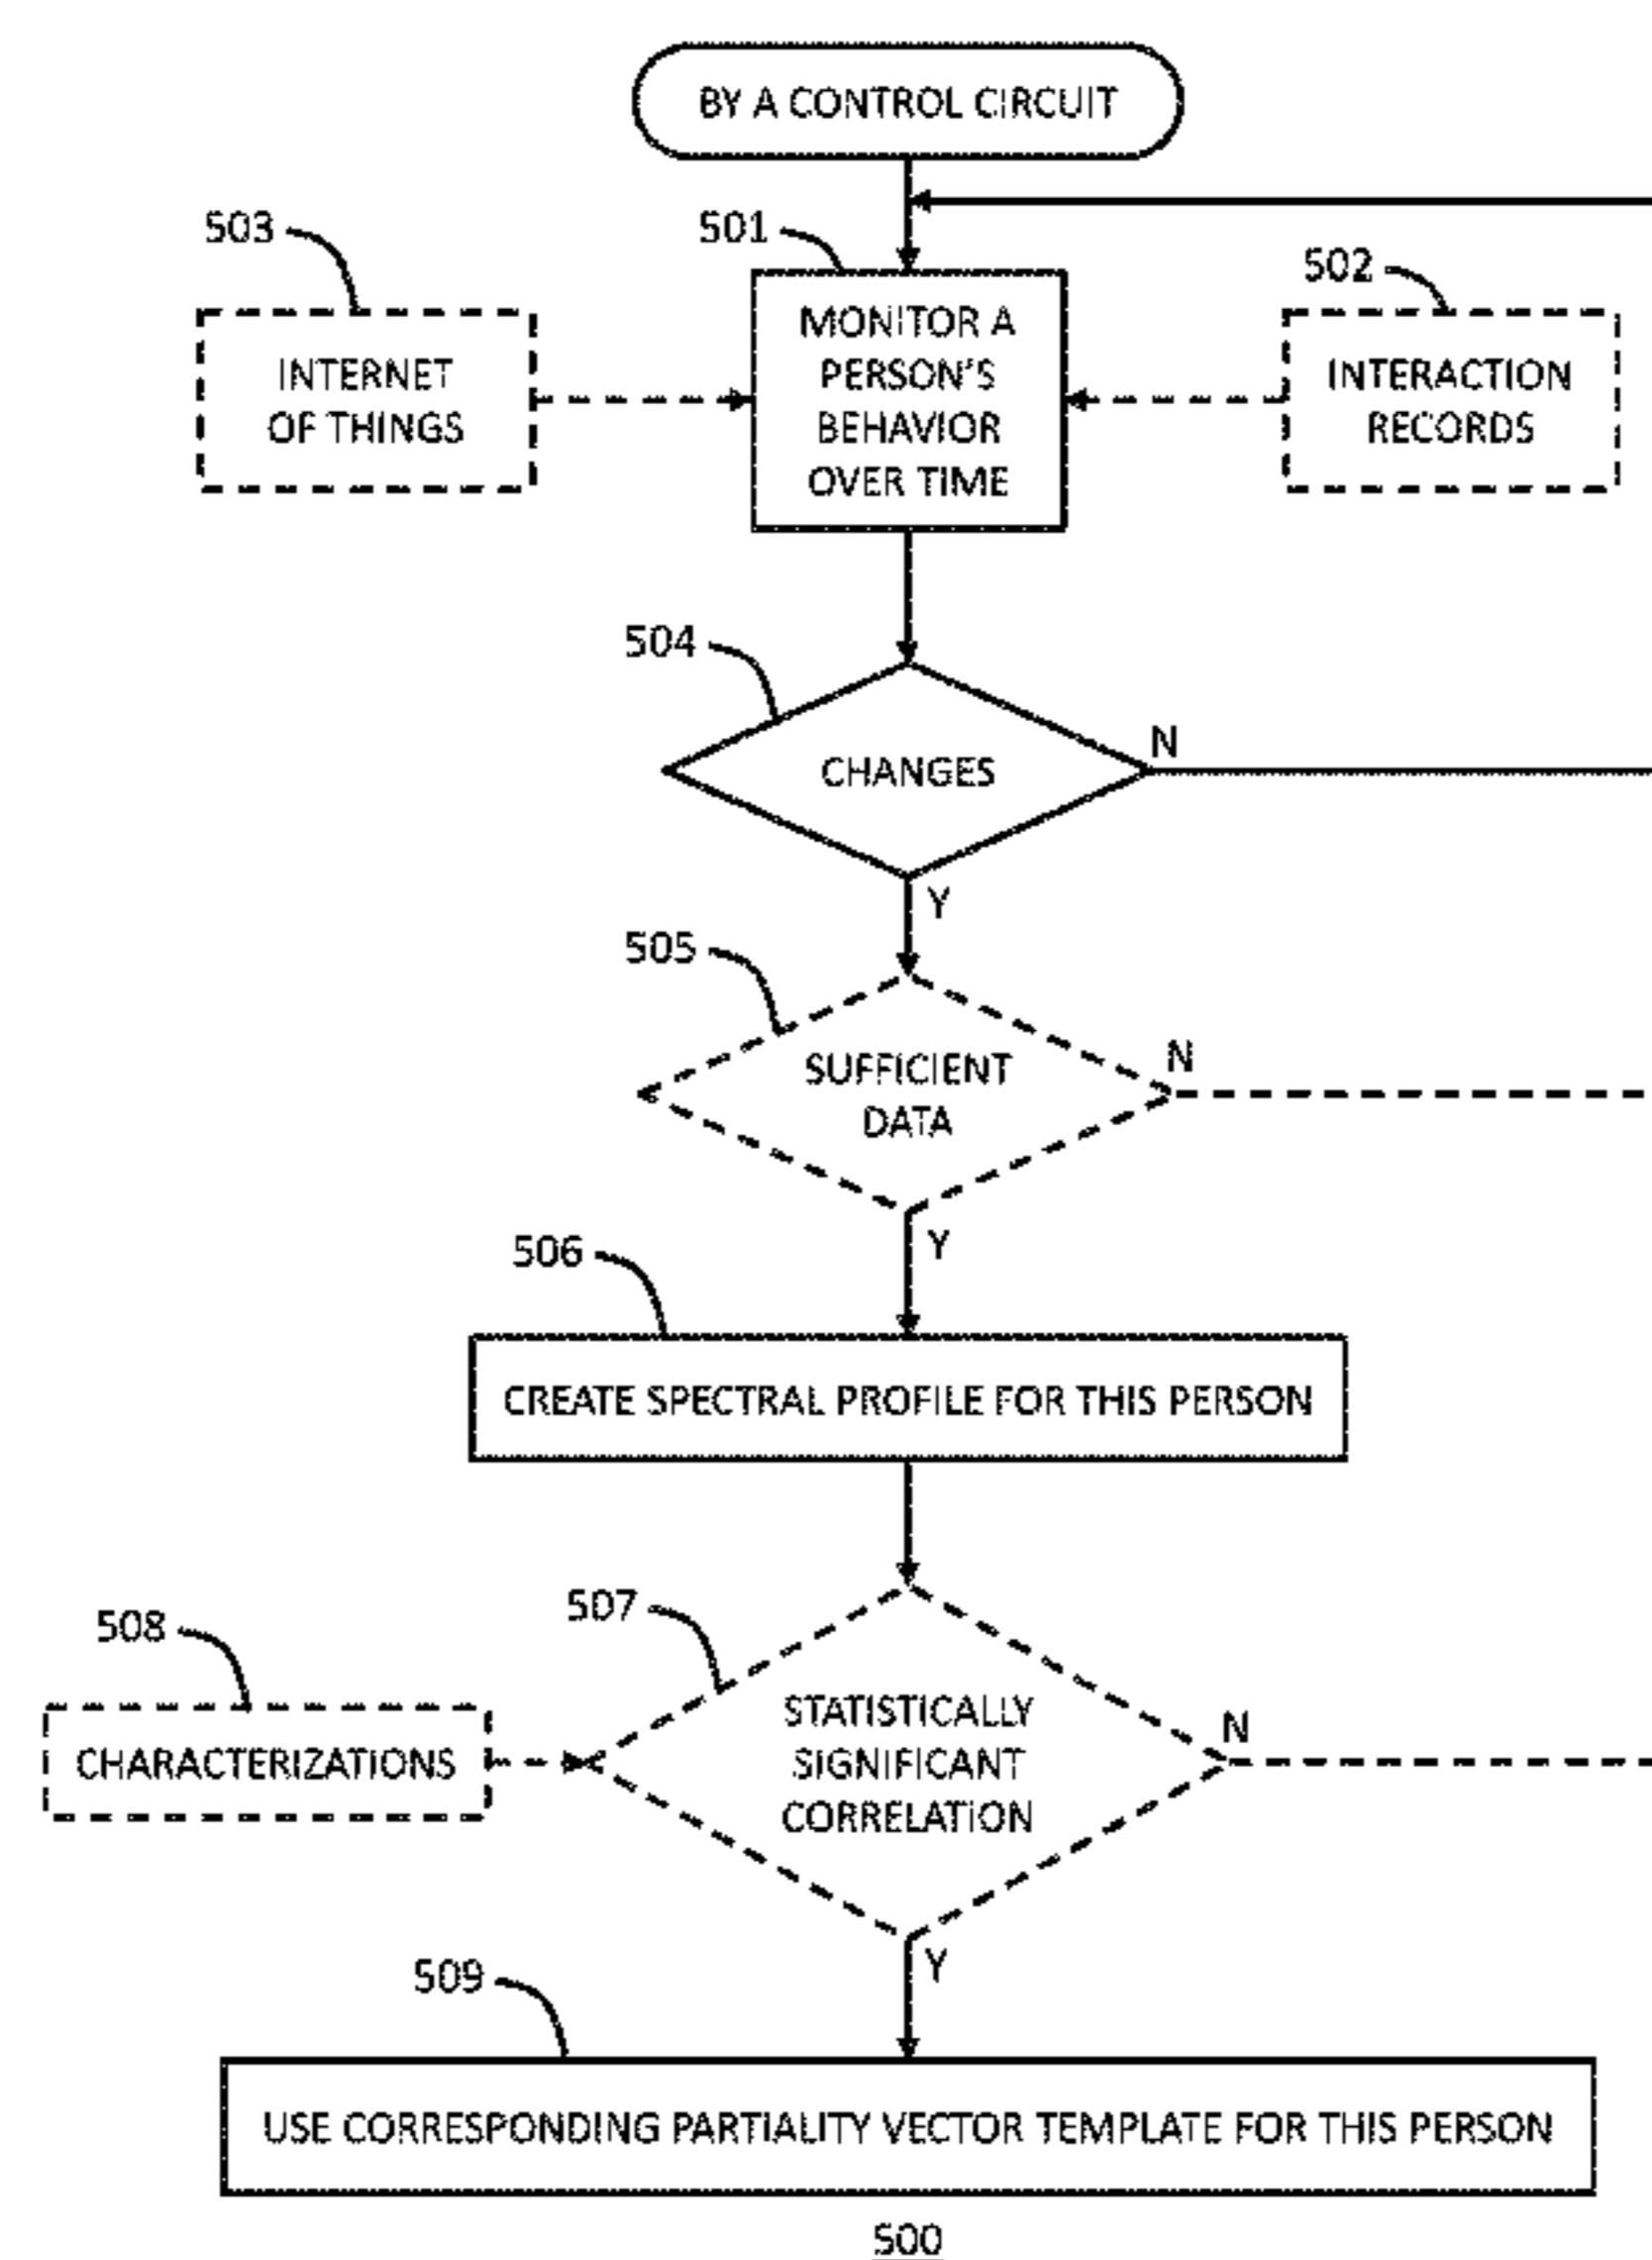 BY A CONTROL CIRCUIT
503
501
502
INTERNET
OF THINGS
MONITOR A
PERSON'S
BEHAVIOR
OVER TIME
INTERACTION
RECORDS
504
CHANGES
N
Y
505
SUFFICIENT
DATA
N
Y
506
CREATE SPECTRAL PROFILE FOR THIS PERSON
507
508
CHARACTERIZATIONS
STATISTICALLY
SIGNIFICANT
CORRELATION
N
Y
509
USE CORRESPONDING PARTIALITY VECTOR TEMPLATE FOR THIS PERSON
500